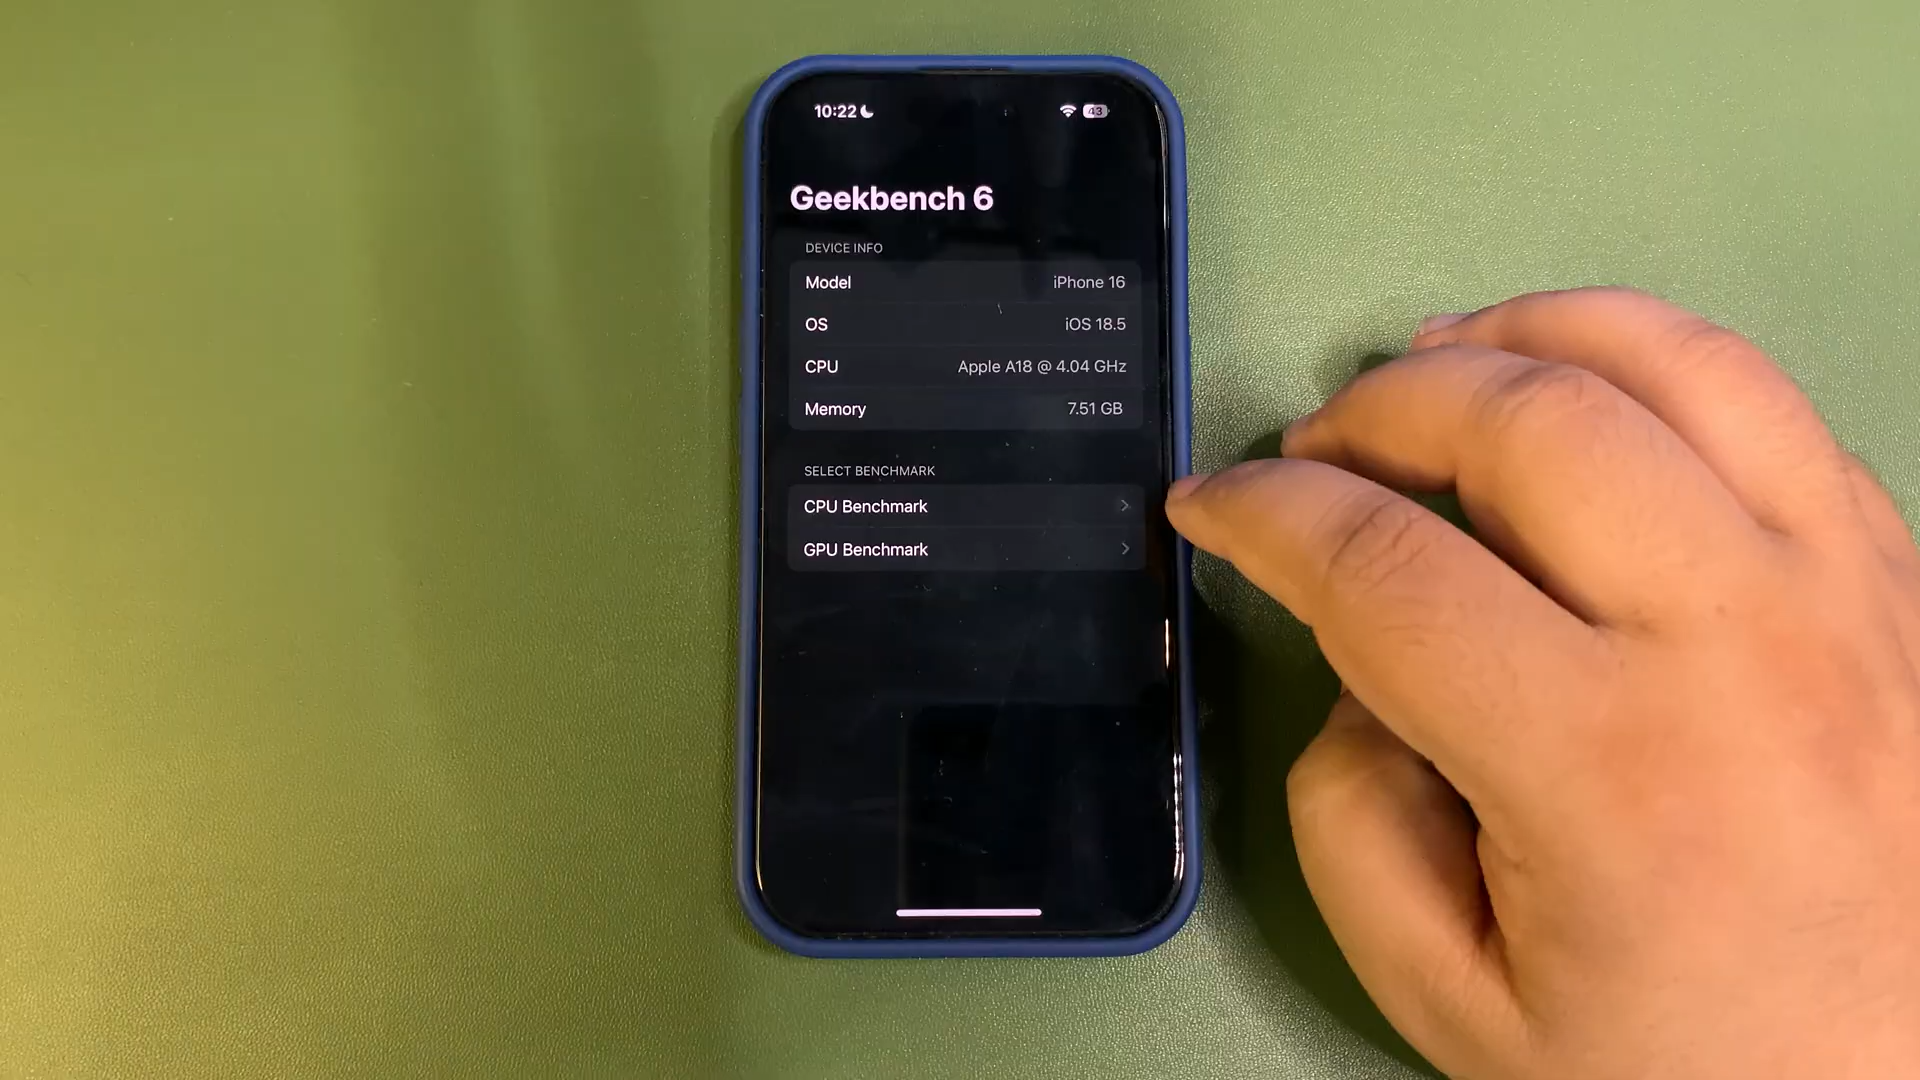 10:22
43
Geekbench 6
DEVICE INFO
Model iPhone 16
OS iOS 18.5
CPU Apple A18 @ 4.04 GHz
Memory 7.51 GB
SELECT BENCHMARK
CPU Benchmark
GPU Benchmark